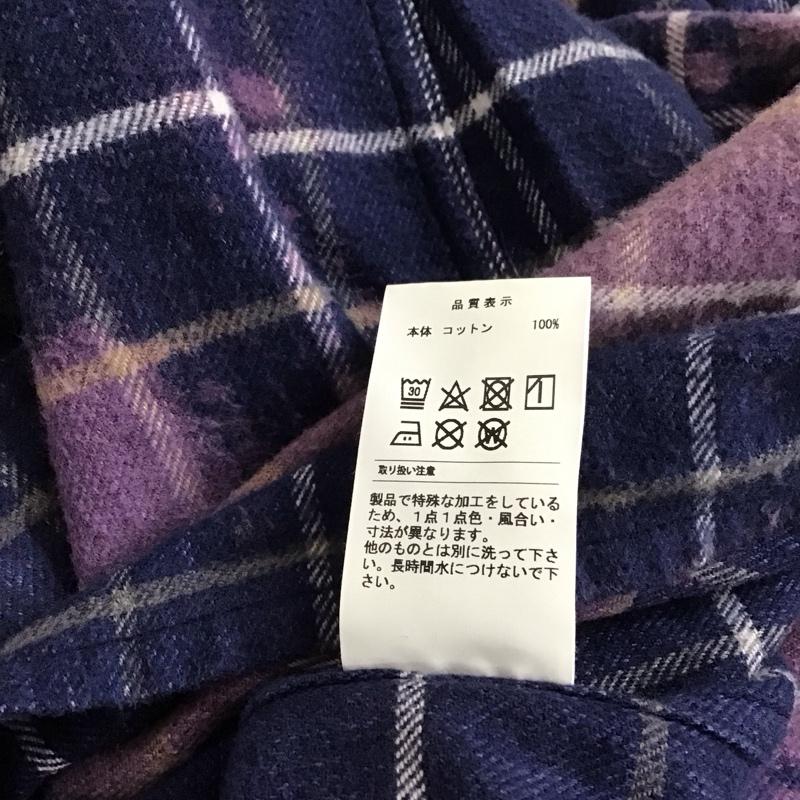 品質表示
本体 コットン 100%
30
W
取り扱い注意
製品で特殊な加工をしている
ため、1点1点色・風合い・
寸法が異なります。
他のものとは別に洗って下さ
い。長時間水につけないで下
さい。